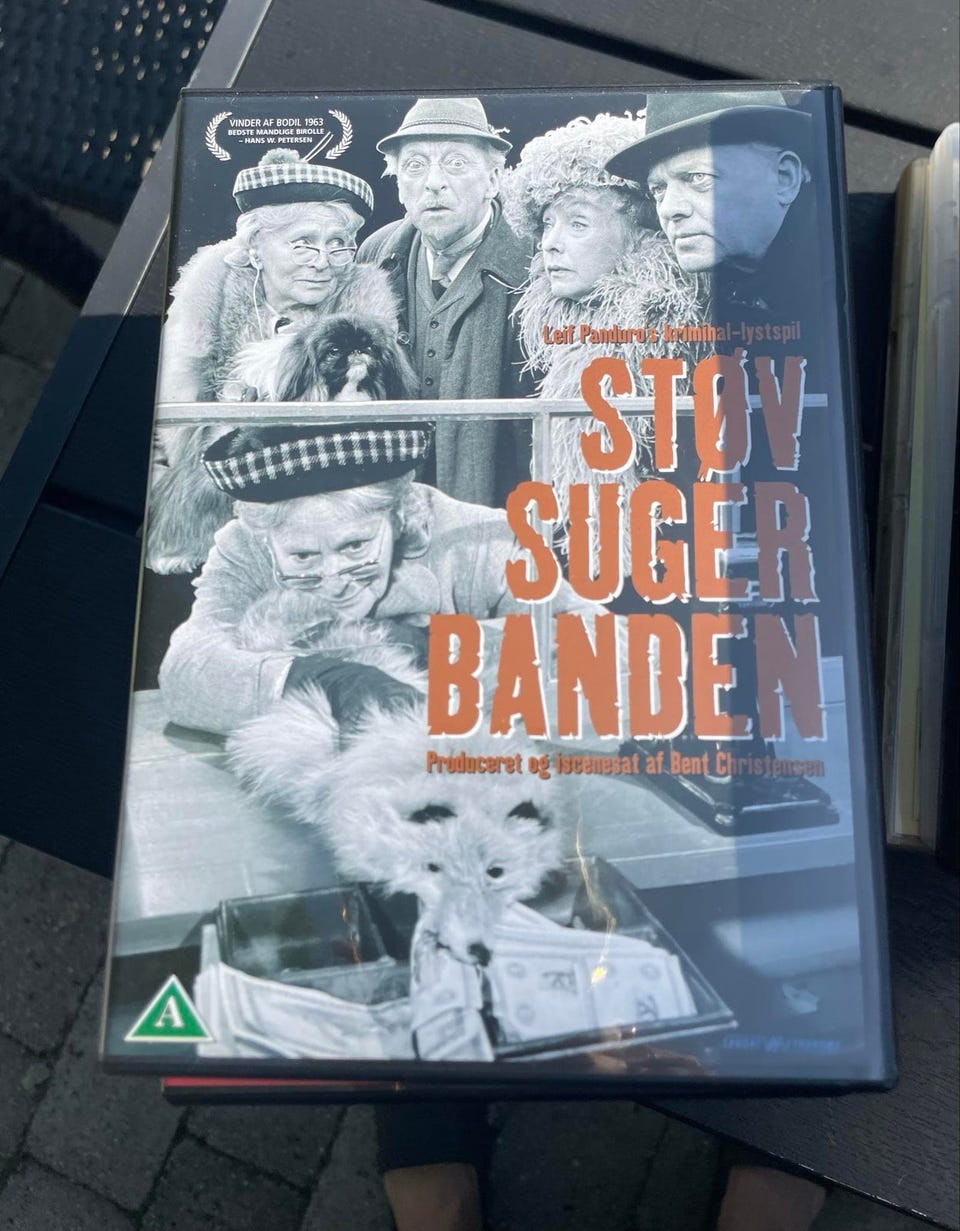 VINDER AF BODIL 1963
BEDSTE MANDLIGE BIROLLE
– HANS W. PETERSEN
Leif Panduro's kriminal-lystspil
STØV
SUGER
BANDEN
Produceret og iscenesat af Bent Christensen
A